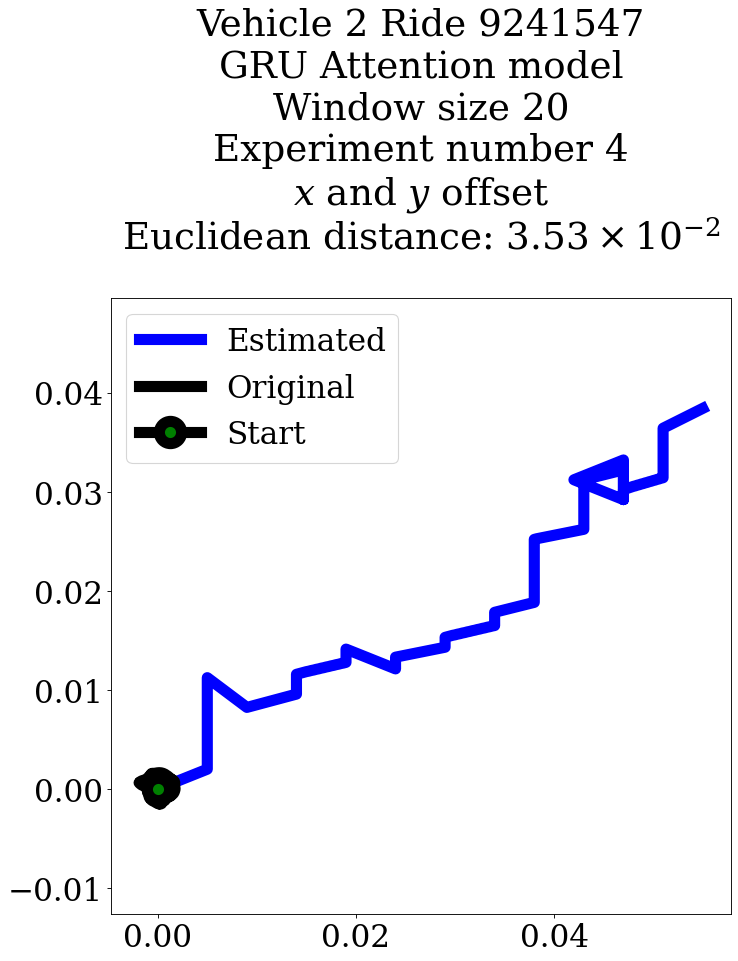 Vehicle 2 Ride 9241547
GRU Attention model
Window size 20
Experiment number 4
x and y offset
Euclidean distance: 3.53 × 10⁻²
Estimated
Original
Start
0.04
0.03
0.02
0.01
0.00
−0.01
0.00 0.02 0.04